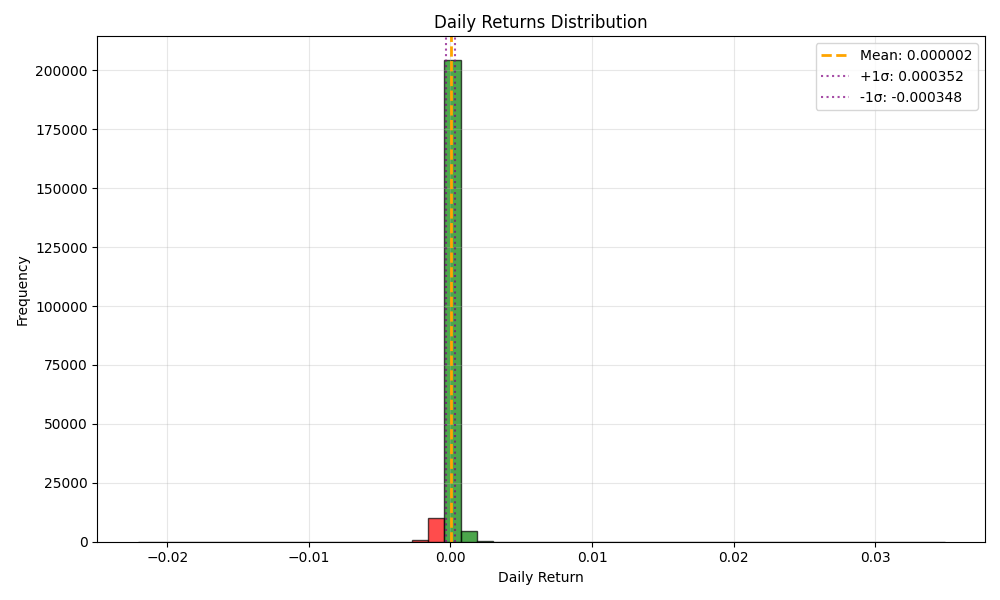 Daily Returns Distribution
Mean: 0.000002
+1σ: 0.000352
-1σ: -0.000348
Frequency
200000
175000
150000
125000
100000
75000
50000
25000
0
−0.02
−0.01
0.00
0.01
0.02
0.03
Daily Return